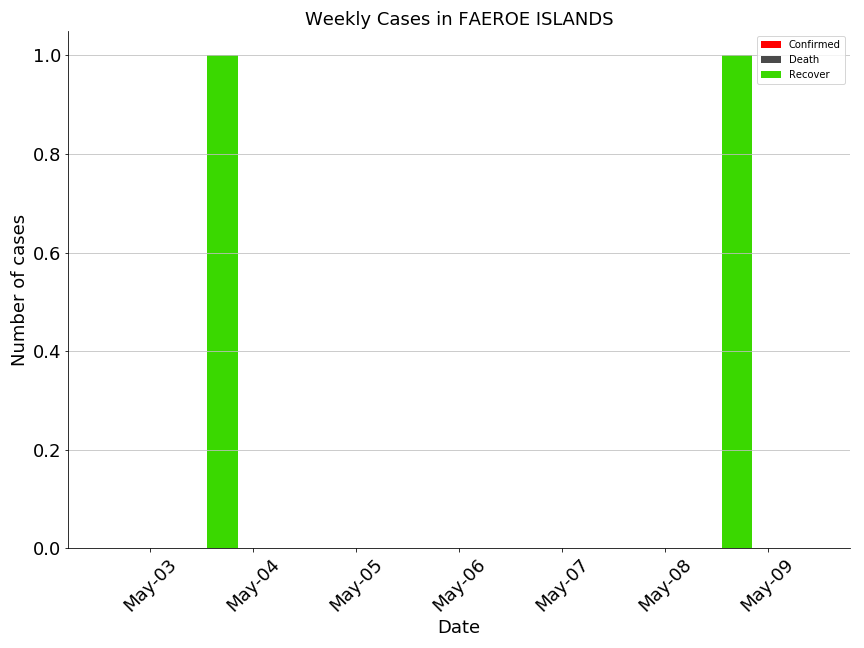 Weekly Cases in FAEROE ISLANDS
Confirmed
Death
Recover
Number of cases
1.0
0.8
0.6
0.4
0.2
0.0
May-03
May-04
May-05
May-06
May-07
May-08
May-09
Date